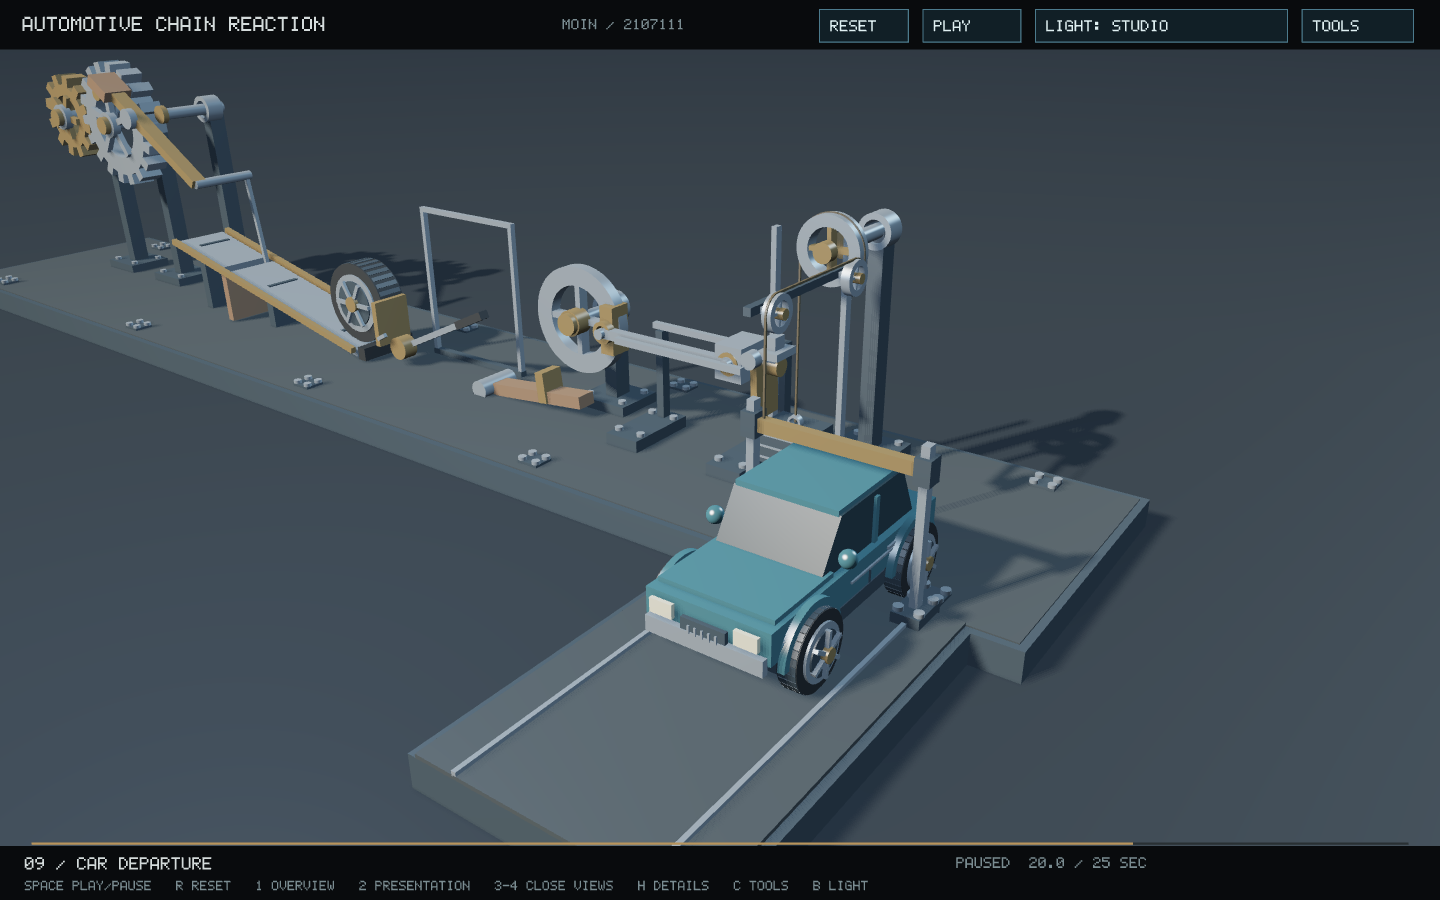 AUTOMOTIVE CHAIN REACTION
MOIN / 2107111
RESET
PLAY
LIGHT: STUDIO
TOOLS
09 / CAR DEPARTURE
PAUSED 20.0 / 25 SEC
SPACE PLAY/PAUSE R RESET 1 OVERVIEW 2 PRESENTATION 3-4 CLOSE VIEWS H DETAILS C TOOLS B LIGHT